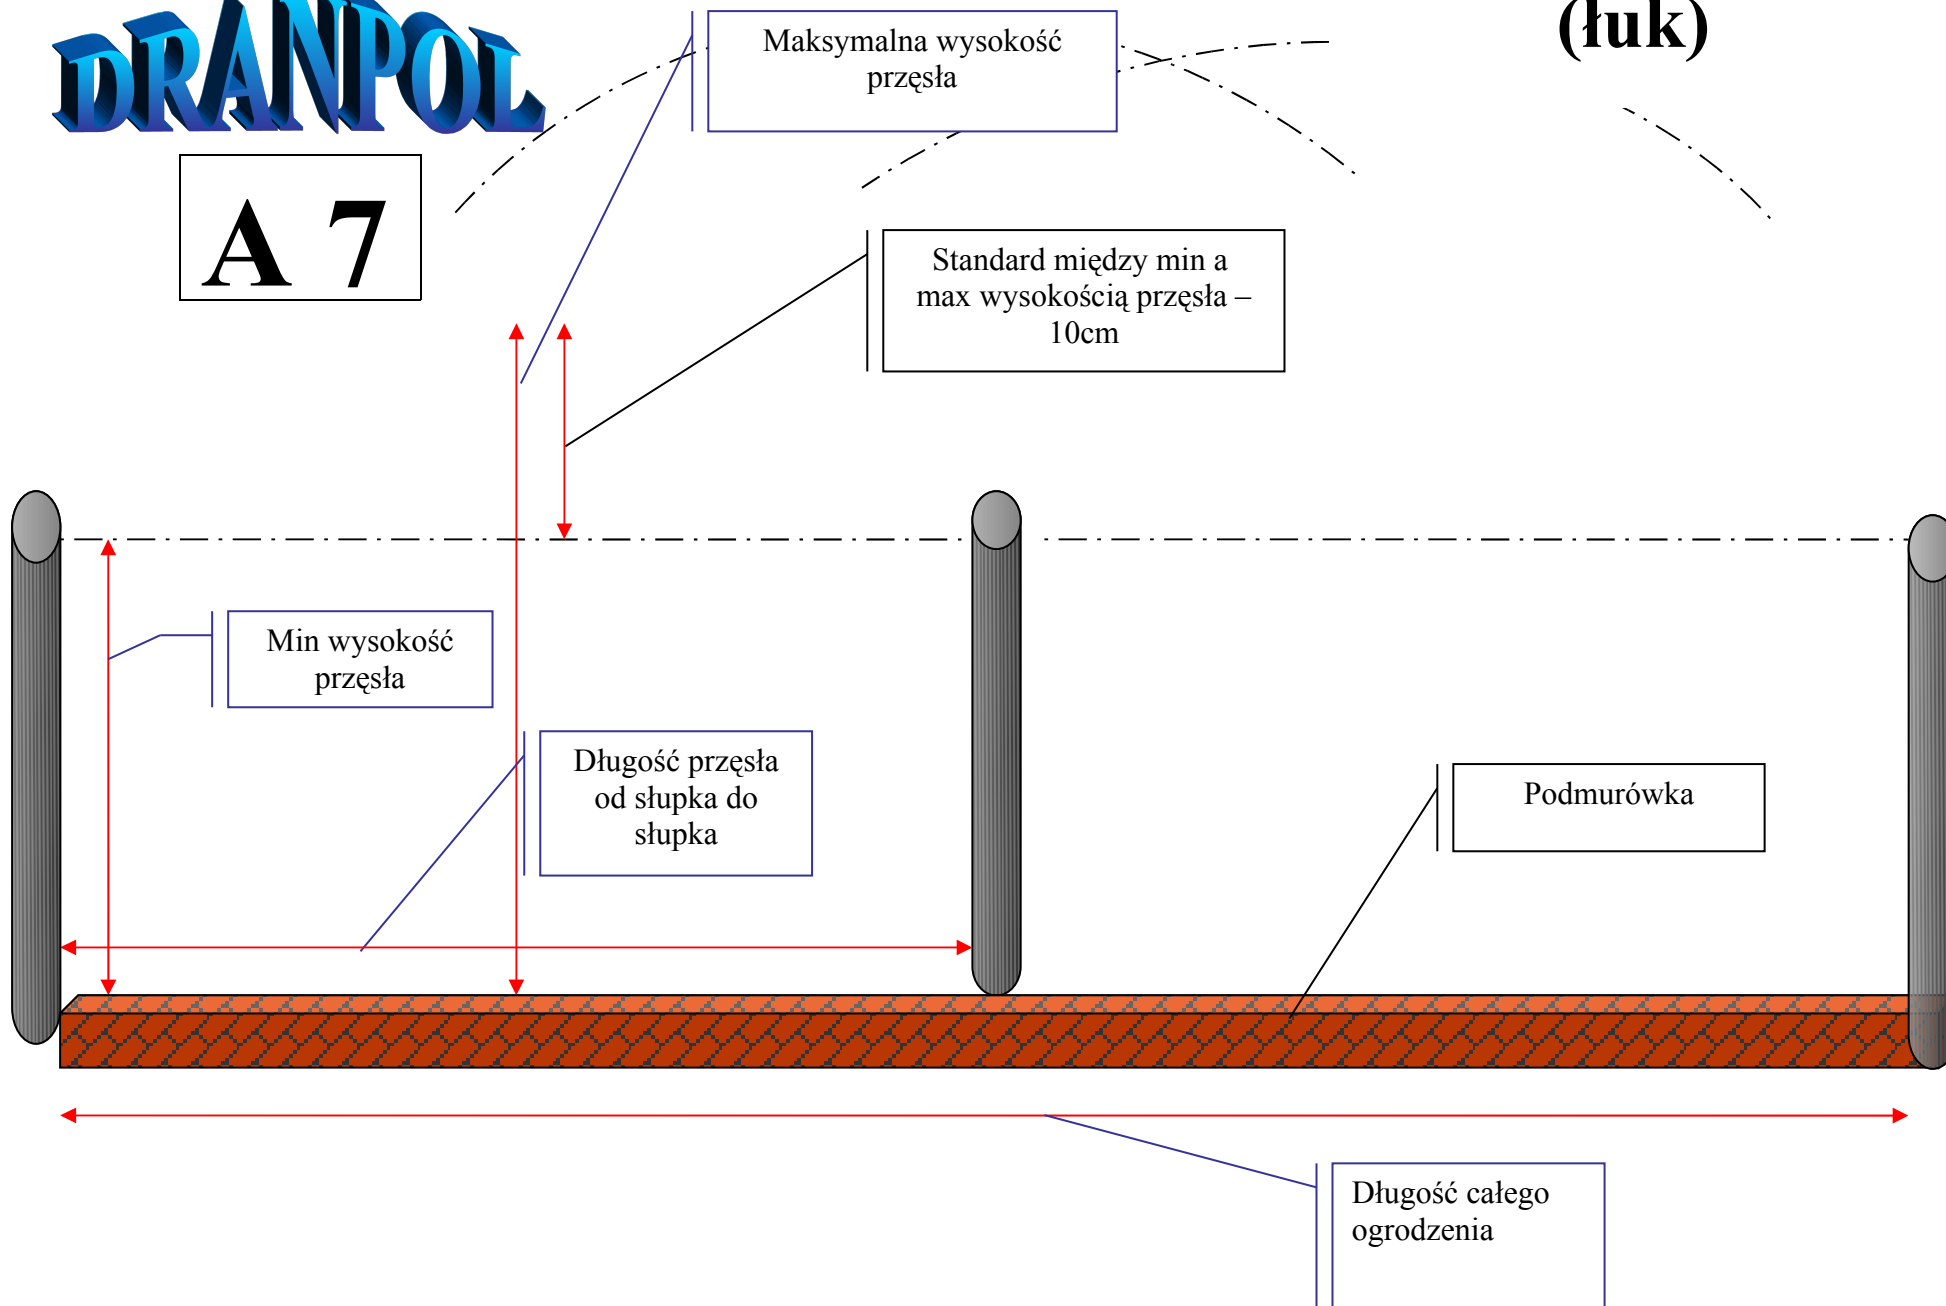 DRANPOL
(łuk)
Maksymalna wysokość
przęsła
A 7
Standard między min a
max wysokością przęsła –
10cm
Min wysokość
przęsła
Długość przęsła
od słupka do
słupka
Podmurówka
Długość całego
ogrodzenia